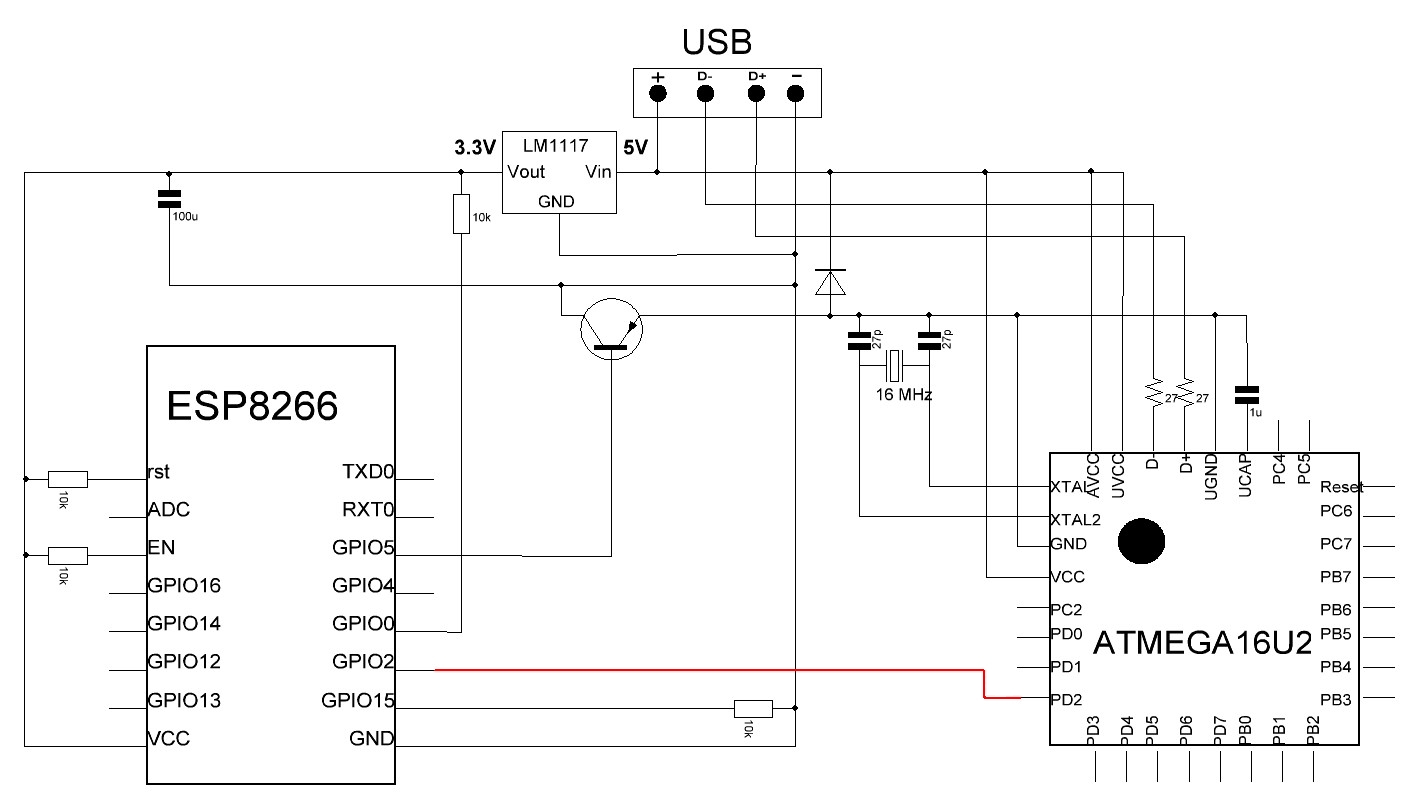 USB
+ D- D+ −
3.3V LM1117 5V
Vout Vin
GND
100u
10k
27p 27p
16 MHz
27 27
1u
ESP8266
rst TXD0
10k
ADC RXT0
EN GPIO5
10k
GPIO16 GPIO4
GPIO14 GPIO0
GPIO12 GPIO2
GPIO13 GPIO15
10k
VCC GND
AVCC UVCC D- D+ UGND UCAP PC4 PC5
XTAL Reset
XTAL2 PC6
GND PC7
VCC PB7
PC2 PB6
PD0 ATMEGA16U2 PB5
PD1 PB4
PD2 PB3
PD3 PD4 PD5 PD6 PD7 PB0 PB1 PB2